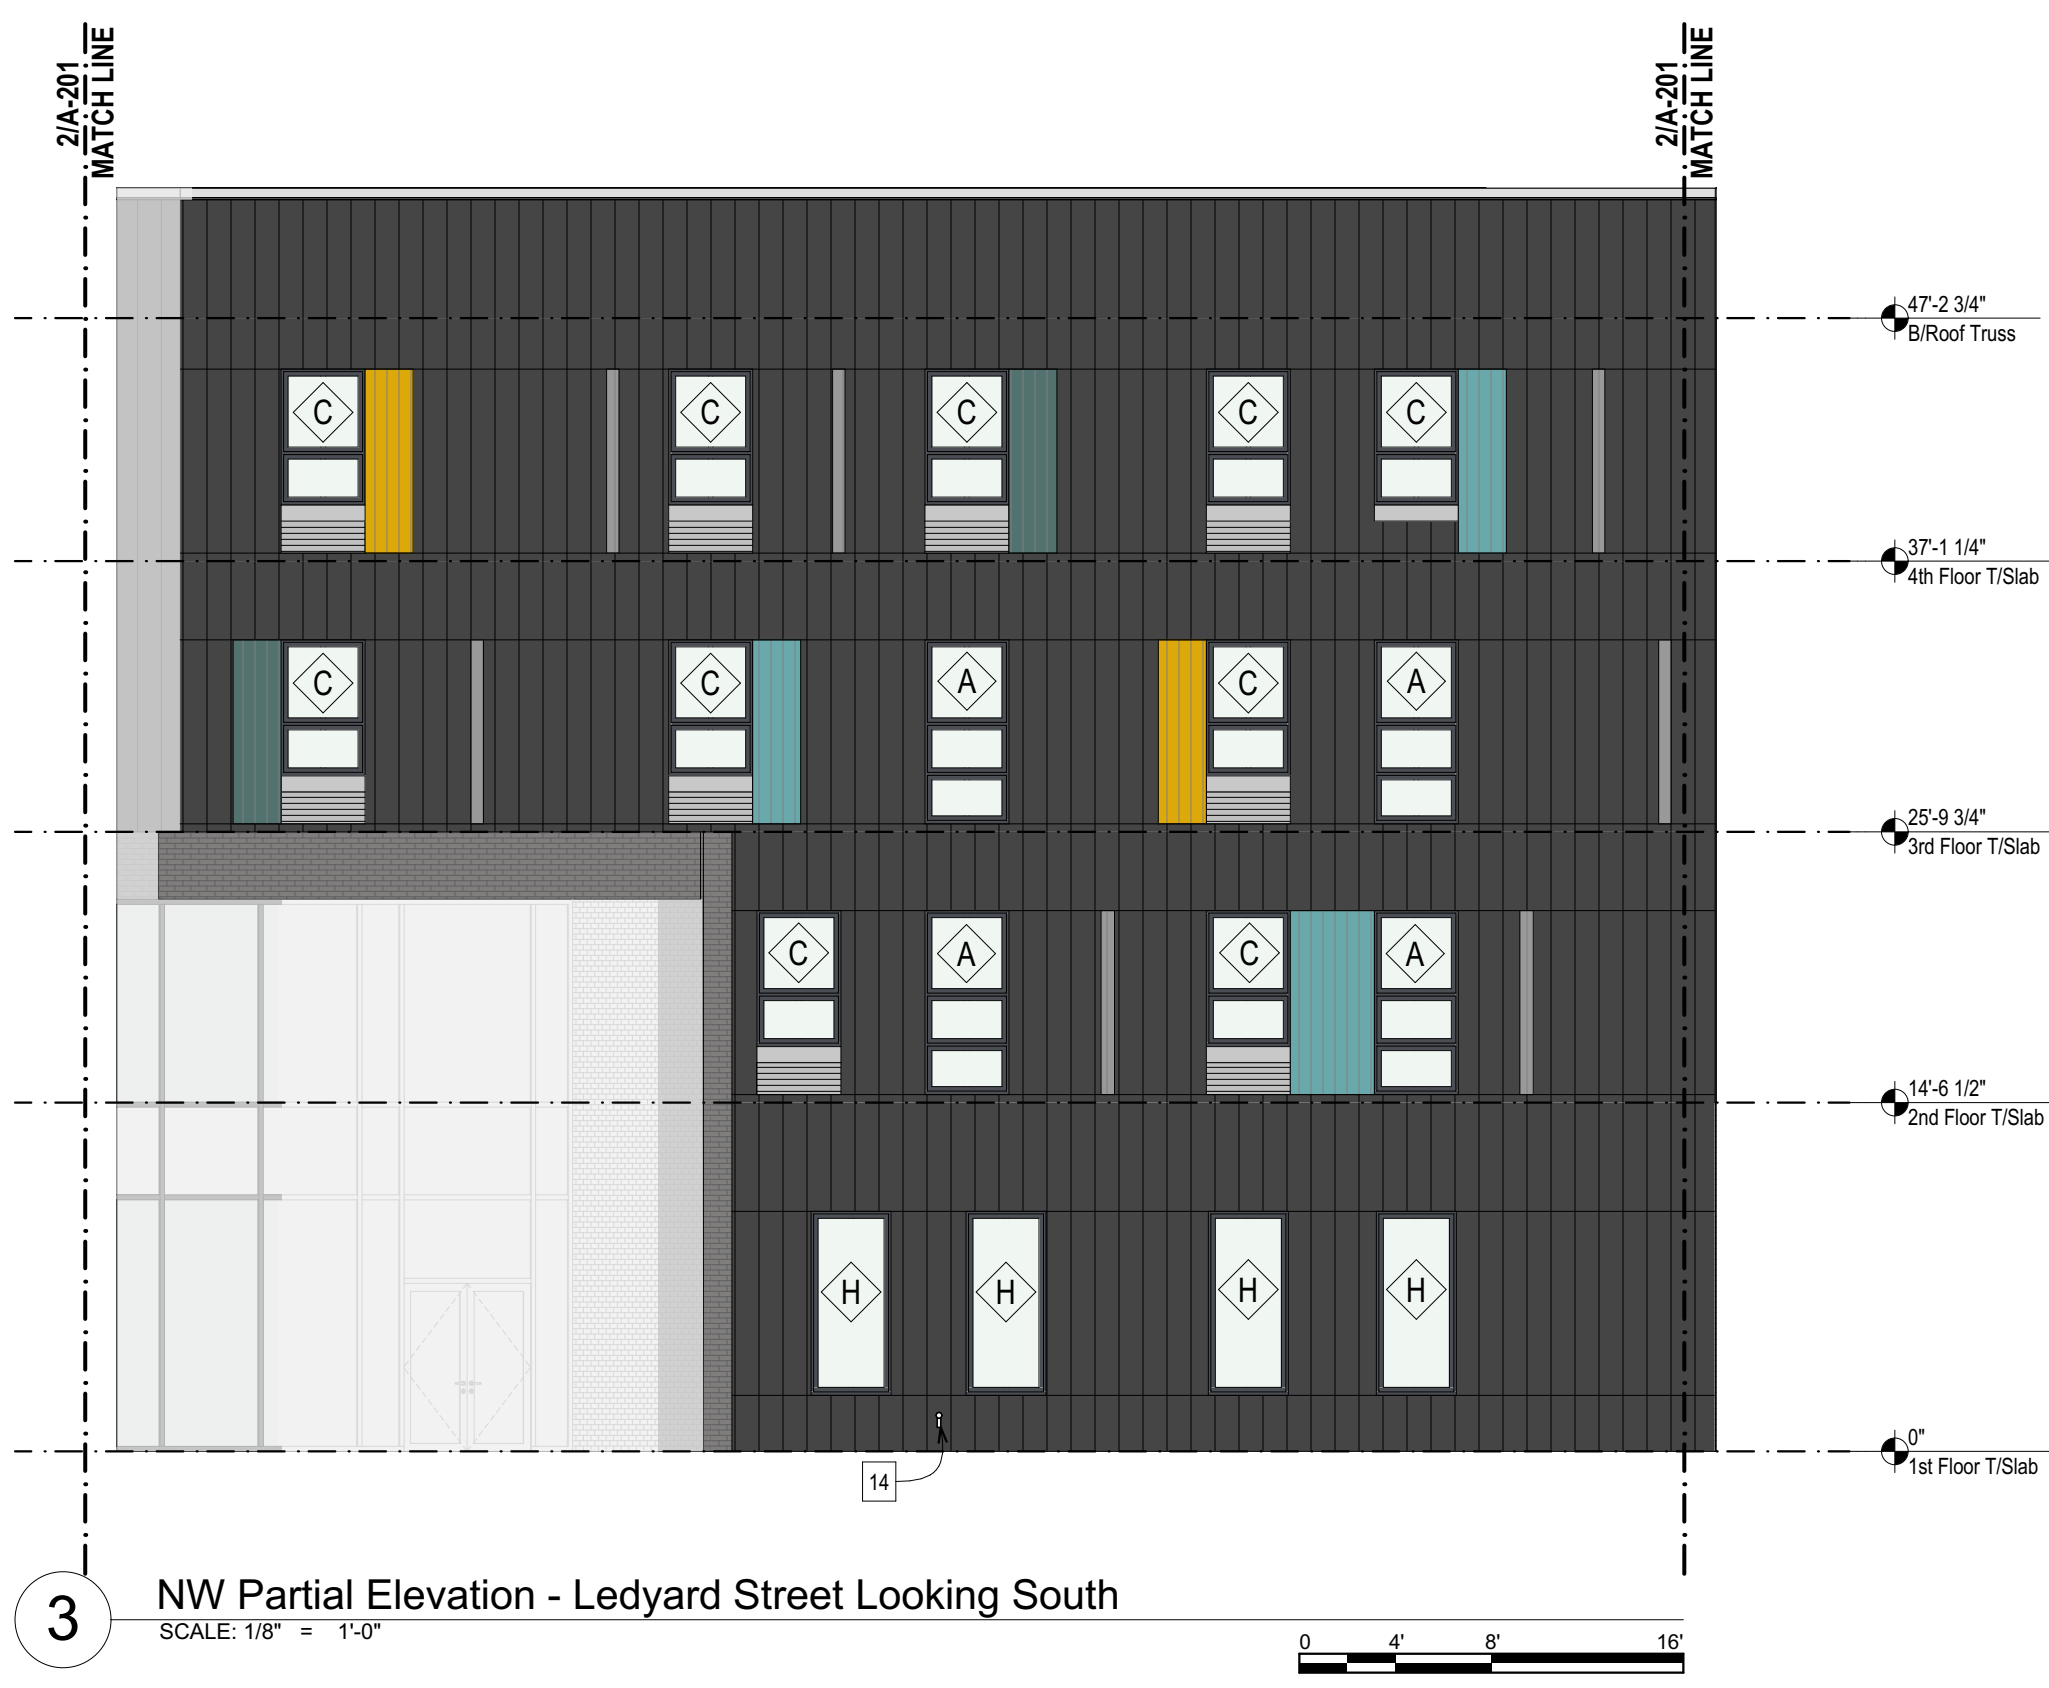 2/A-201
MATCH LINE
2/A-201
MATCH LINE
47'-2 3/4"
B/Roof Truss
C C C C C
37'-1 1/4"
4th Floor T/Slab
C C A C A
25'-9 3/4"
3rd Floor T/Slab
C A C A
14'-6 1/2"
2nd Floor T/Slab
H H H H
0"
1st Floor T/Slab
14
3
NW Partial Elevation - Ledyard Street Looking South
SCALE: 1/8" = 1'-0"
0 4' 8' 16'